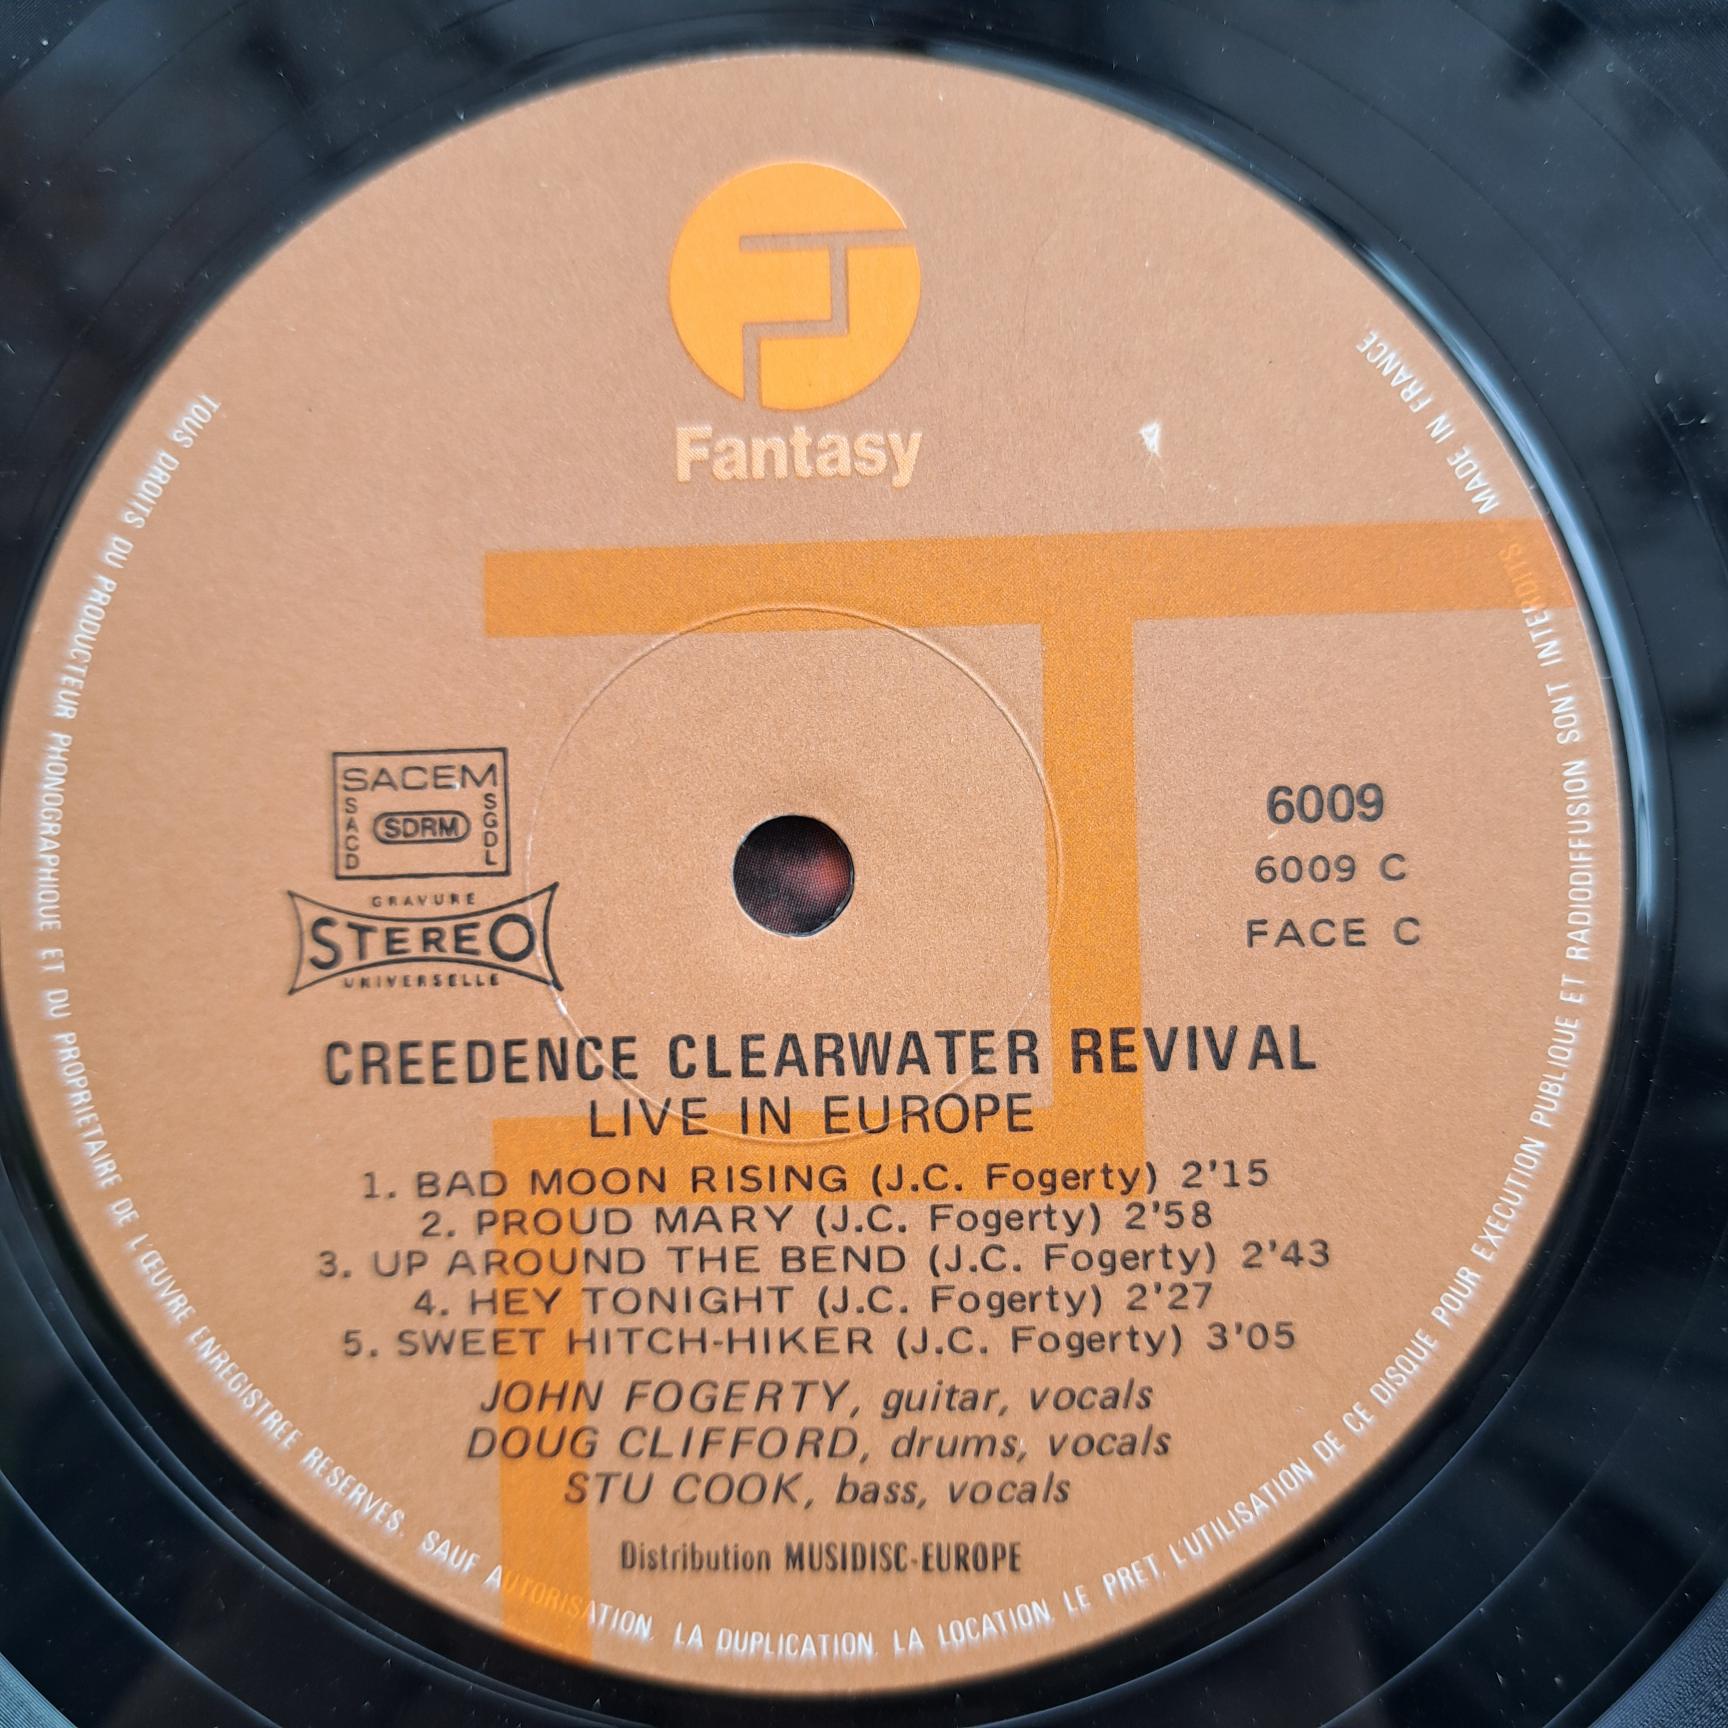 Fantasy
SACEM
SACD
SDRM
SGDL
GRAVURE
STEREO
UNIVERSELLE
6009
6009 C
FACE C
CREEDENCE CLEARWATER REVIVAL
LIVE IN EUROPE
1. BAD MOON RISING (J.C. Fogerty) 2'15
2. PROUD MARY (J.C. Fogerty) 2'58
3. UP AROUND THE BEND (J.C. Fogerty) 2'43
4. HEY TONIGHT (J.C. Fogerty) 2'27
5. SWEET HITCH-HIKER (J.C. Fogerty) 3'05
JOHN FOGERTY, guitar, vocals
DOUG CLIFFORD, drums, vocals
STU COOK, bass, vocals
Distribution MUSIDISC-EUROPE
TOUS DROITS DU PRODUCTEUR PHONOGRAPHIQUE ET DU PROPRIETAIRE DE L'ŒUVRE ENREGISTREE RESERVES. SAUF AUTORISATION, LA DUPLICATION, LA LOCATION, LE PRET, L'UTILISATION DE CE DISQUE POUR EXECUTION PUBLIQUE ET RADIODIFFUSION SONT INTERDITS. MADE IN FRANCE